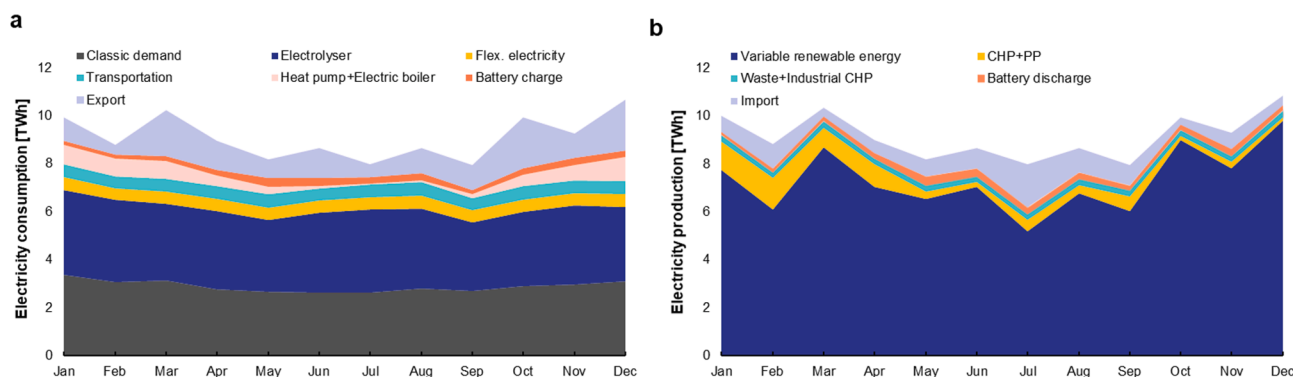 a
Classic demand Electrolyser Flex. electricity
Transportation Heat pump+Electric boiler Battery charge
Export
Electricity consumption [TWh]
12
10
8
6
4
2
0
Jan Feb Mar Apr May Jun Jul Aug Sep Oct Nov Dec
b
Variable renewable energy CHP+PP
Waste+Industrial CHP Battery discharge
Import
Electricity production [TWh]
12
10
8
6
4
2
0
Jan Feb Mar Apr May Jun Jul Aug Sep Oct Nov Dec